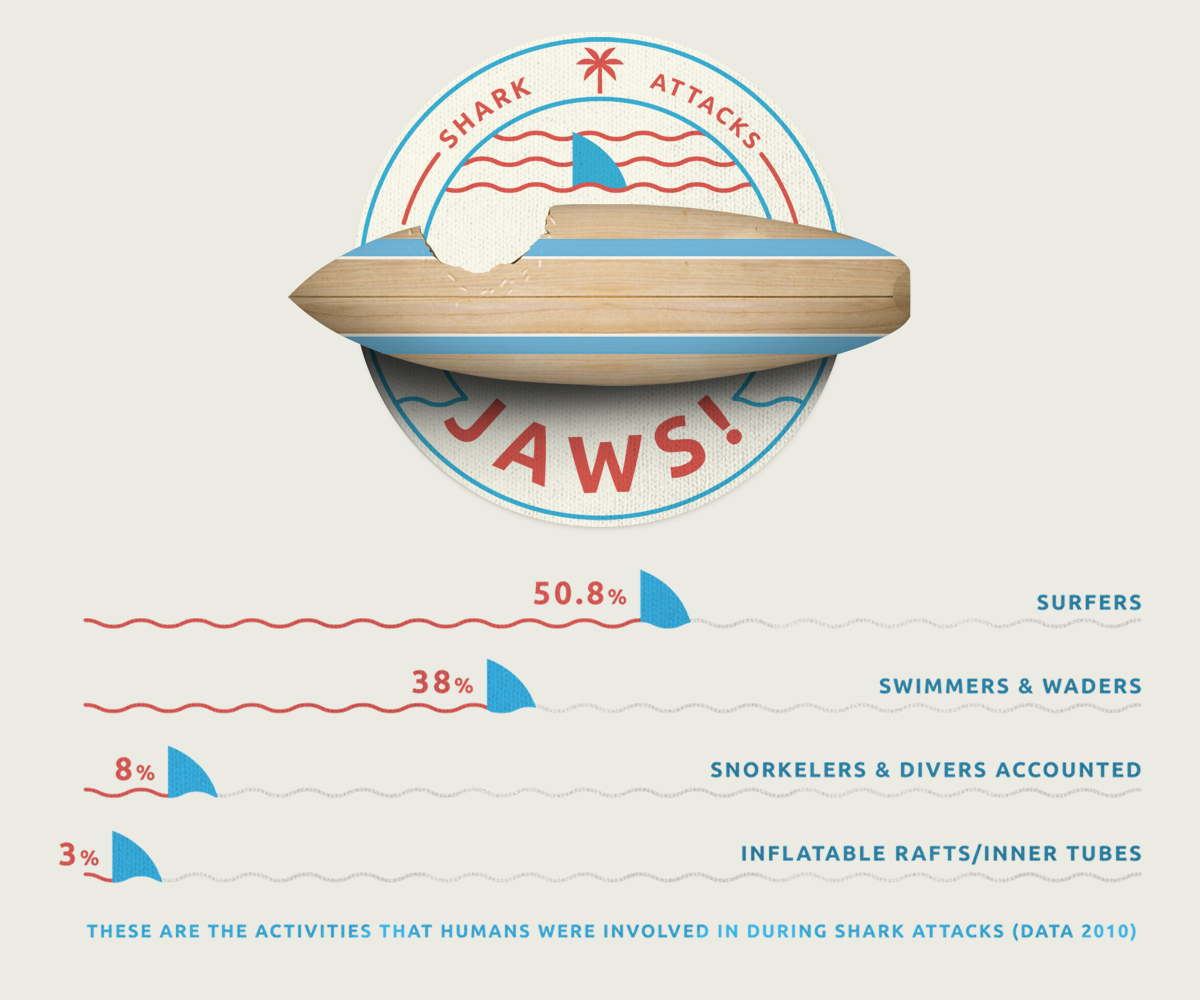 SHARK ATTACKS
JAWS!
50.8%
SURFERS
38%
SWIMMERS & WADERS
8%
SNORKELERS & DIVERS ACCOUNTED
3%
INFLATABLE RAFTS/INNER TUBES
THESE ARE THE ACTIVITIES THAT HUMANS WERE INVOLVED IN DURING SHARK ATTACKS (DATA 2010)